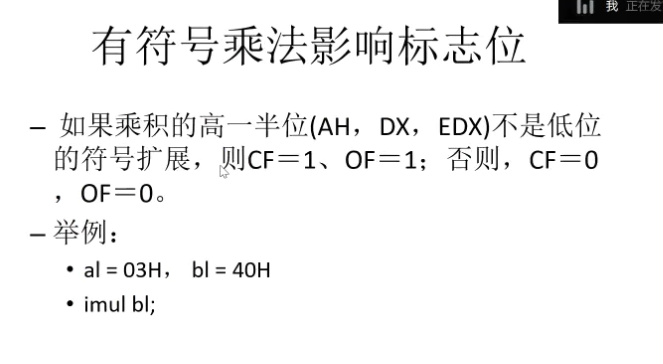 我 正在发
有符号乘法影响标志位
– 如果乘积的高一半位(AH，DX，EDX)不是低位
的符号扩展，则CF＝1、OF＝1；否则，CF＝0
，OF＝0。
– 举例：
• al = 03H， bl = 40H
• imul bl;